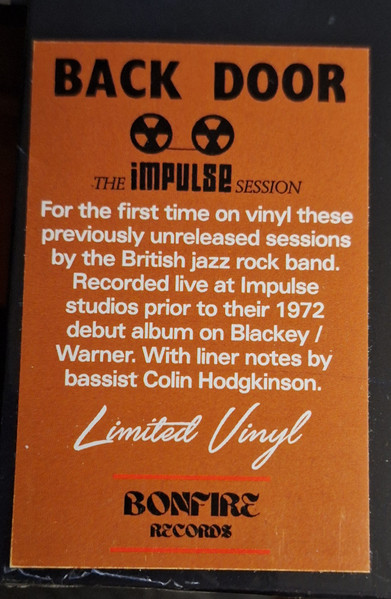 BACK DOOR
THE IMPULSE SESSION
For the first time on vinyl these
previously unreleased sessions
by the British jazz rock band.
Recorded live at Impulse
studios prior to their 1972
debut album on Blackey /
Warner. With liner notes by
bassist Colin Hodgkinson.
Limited Vinyl
BONFIRE
RECORDS